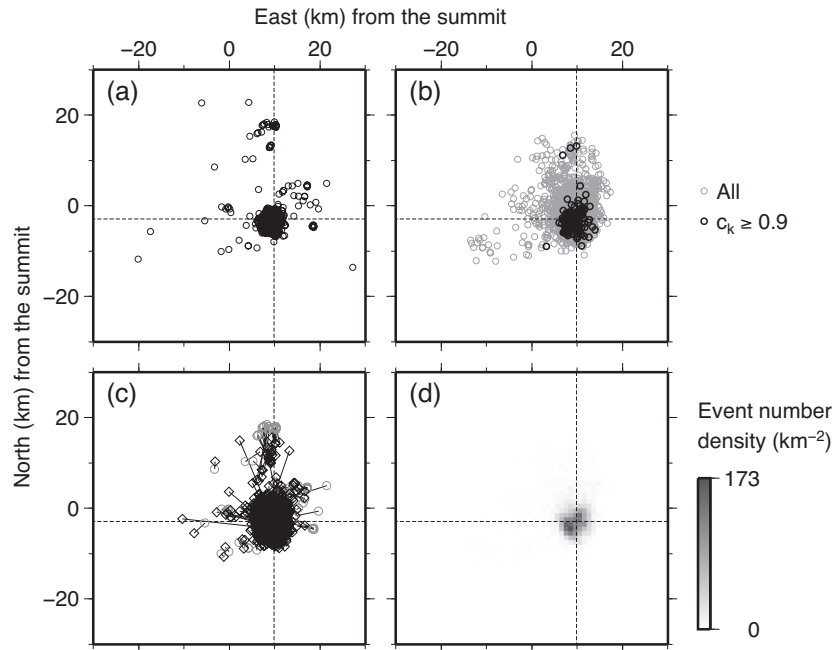 East (km) from the summit
−20 0 20 −20 0 20
(a) (b)
20
0
−20
All
cₖ ≥ 0.9
North (km) from the summit
(c) (d)
20
0
−20
Event number
density (km⁻²)
173
0